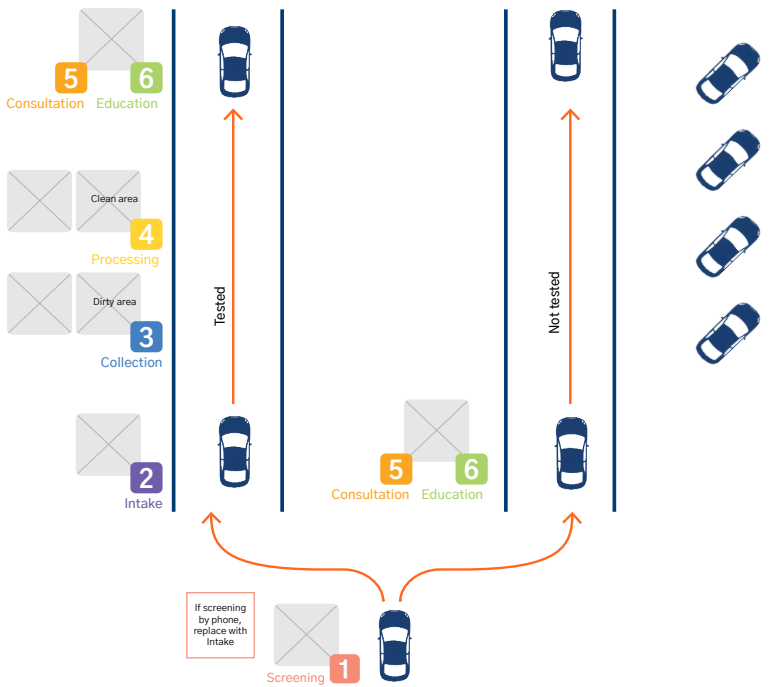 5
6
Consultation
Education
Clean area
4
Processing
Dirty area
3
Collection
2
Intake
Tested
Not tested
5
6
Consultation
Education
If screening
by phone,
replace with
Intake
1
Screening